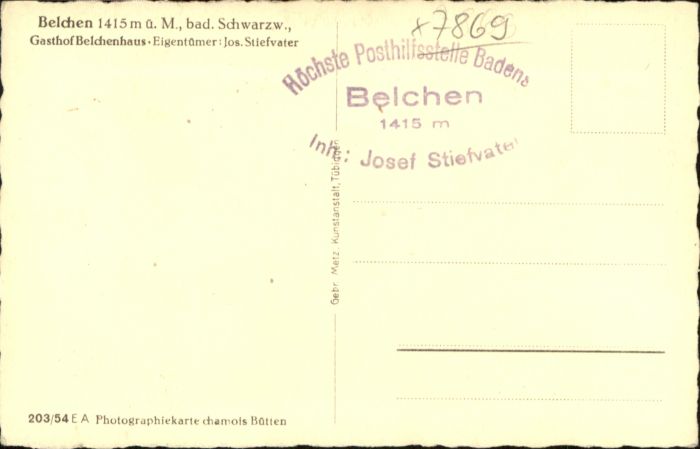 Belchen 1415 m ü. M., bad. Schwarzw.,
Gasthof Belchenhaus · Eigentümer: Jos. Stiefvater
x7869
Höchste Posthilfsstelle Badens
Belchen
1415 m
Inh.: Josef Stiefvater
Gebr. Metz, Kunstanstalt, Tübingen
203/54 E A Photographiekarte chamois Bütten